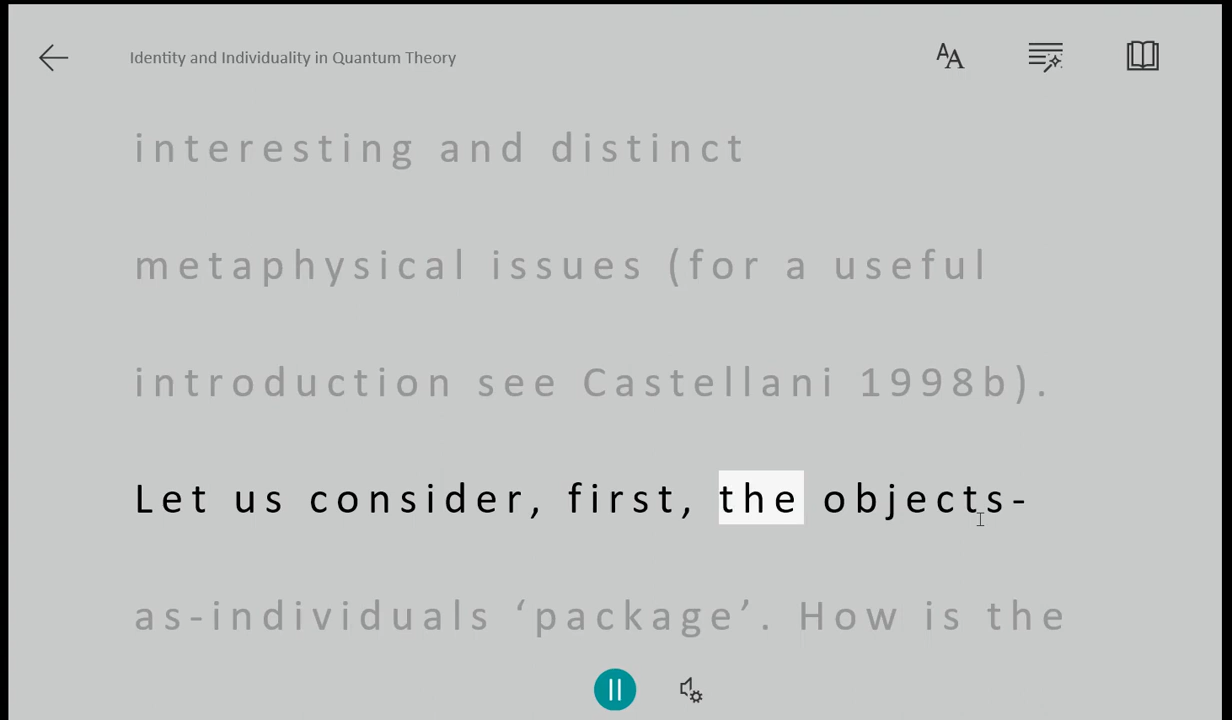 Identity and Individuality in Quantum Theory
interesting and distinct
metaphysical issues (for a useful
introduction see Castellani 1998b).
Let us consider, first, the objects-
as-individuals ‘package’. How is the